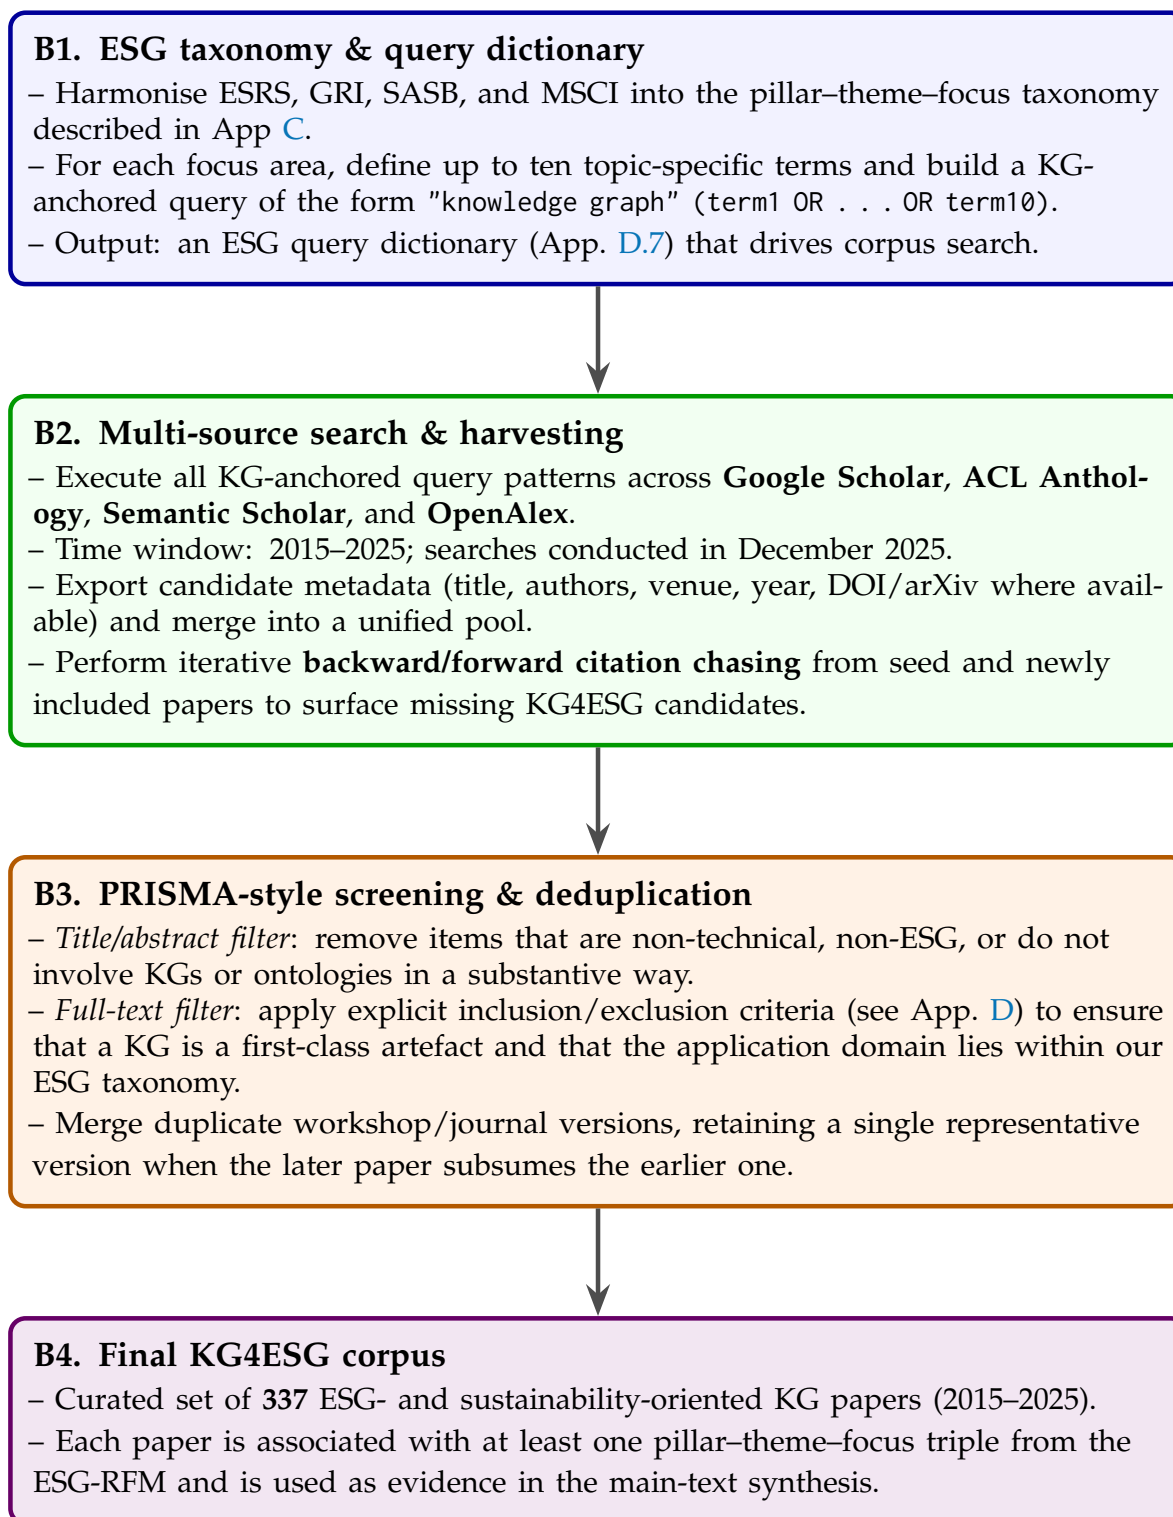 B1. ESG taxonomy & query dictionary
– Harmonise ESRS, GRI, SASB, and MSCI into the pillar–theme–focus taxonomy
described in App C.
– For each focus area, define up to ten topic-specific terms and build a KG-
anchored query of the form "knowledge graph" (term1 OR . . . OR term10).
– Output: an ESG query dictionary (App. D.7) that drives corpus search.
B2. Multi-source search & harvesting
– Execute all KG-anchored query patterns across Google Scholar, ACL Anthol-
ogy, Semantic Scholar, and OpenAlex.
– Time window: 2015–2025; searches conducted in December 2025.
– Export candidate metadata (title, authors, venue, year, DOI/arXiv where avail-
able) and merge into a unified pool.
– Perform iterative backward/forward citation chasing from seed and newly
included papers to surface missing KG4ESG candidates.
B3. PRISMA-style screening & deduplication
– Title/abstract filter: remove items that are non-technical, non-ESG, or do not
involve KGs or ontologies in a substantive way.
– Full-text filter: apply explicit inclusion/exclusion criteria (see App. D) to ensure
that a KG is a first-class artefact and that the application domain lies within our
ESG taxonomy.
– Merge duplicate workshop/journal versions, retaining a single representative
version when the later paper subsumes the earlier one.
B4. Final KG4ESG corpus
– Curated set of 337 ESG- and sustainability-oriented KG papers (2015–2025).
– Each paper is associated with at least one pillar–theme–focus triple from the
ESG-RFM and is used as evidence in the main-text synthesis.